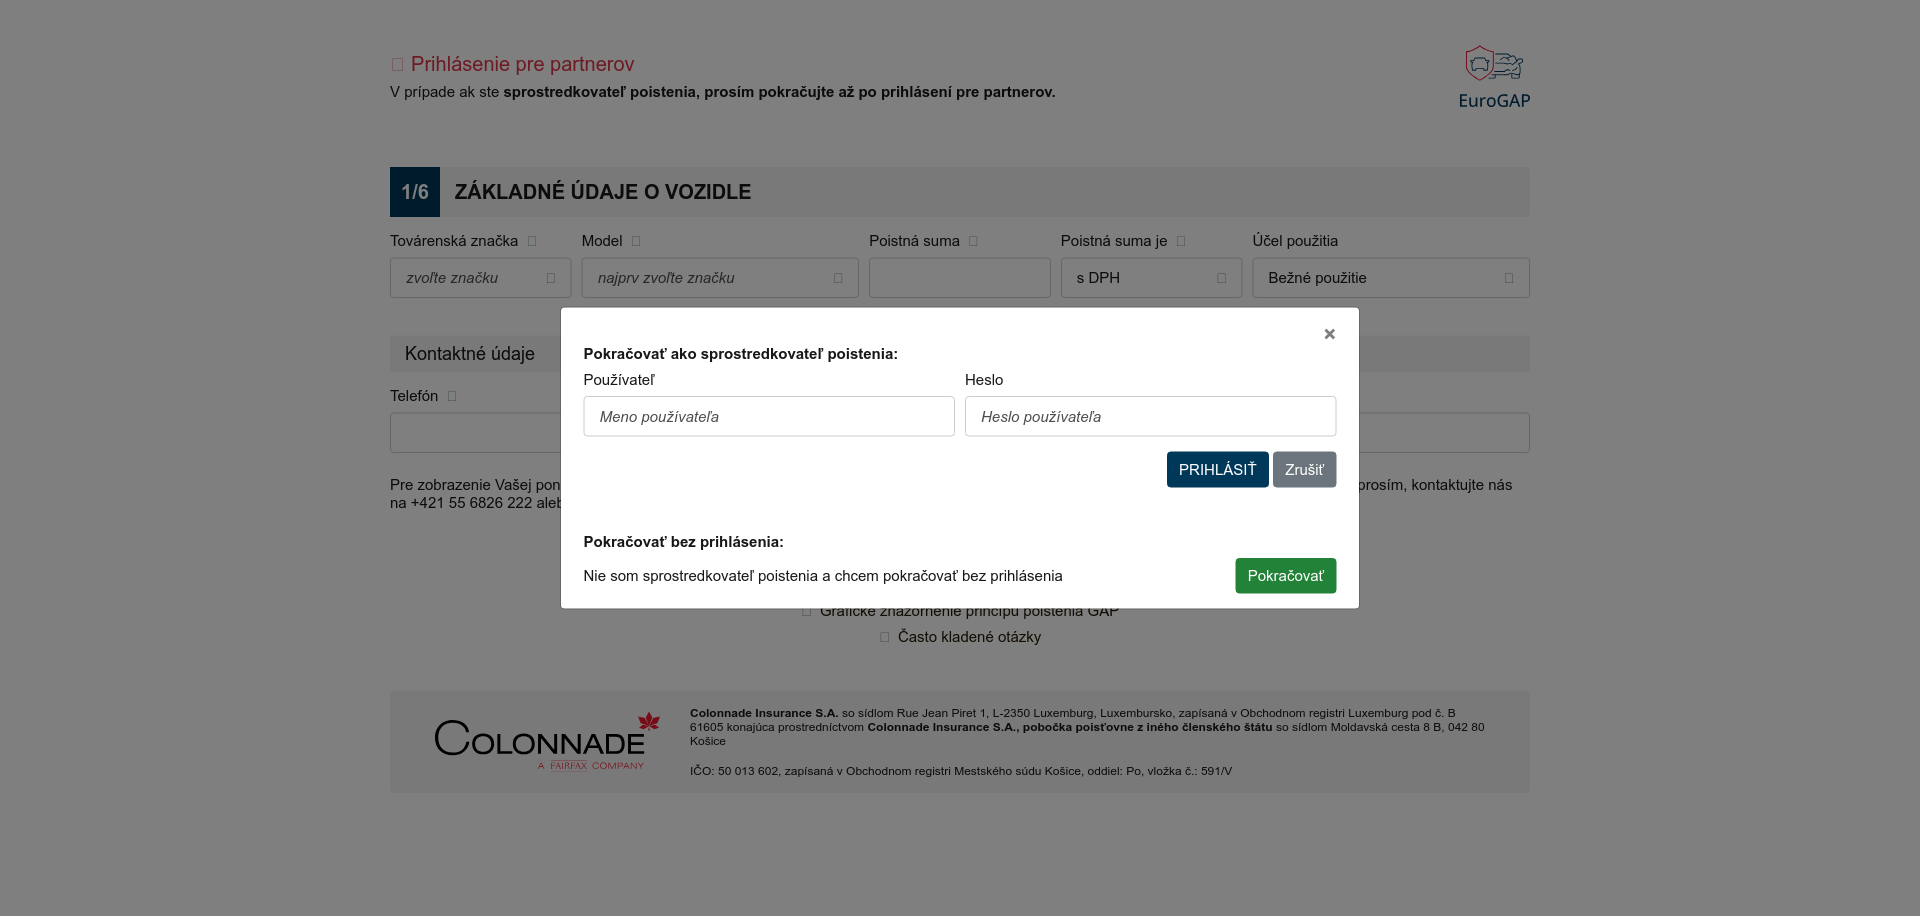 Prihlásenie pre partnerov
V prípade ak ste sprostredkovateľ poistenia, prosím pokračujte až po prihlásení pre partnerov.
EuroGAP
1/6 ZÁKLADNÉ ÚDAJE O VOZIDLE
Továrenská značka Model Poistná suma Poistná suma je Účel použitia
zvoľte značku najprv zvoľte značku s DPH Bežné použitie
×
Kontaktné údaje
Pokračovať ako sprostredkovateľ poistenia:
Používateľ Heslo
Telefón
Meno používateľa Heslo používateľa
PRIHLÁSIŤ Zrušiť
Pre zobrazenie Vašej pon prosím, kontaktujte nás
na +421 55 6826 222 aleb
Pokračovať bez prihlásenia:
Nie som sprostredkovateľ poistenia a chcem pokračovať bez prihlásenia Pokračovať
Grafické znázornenie princípu poistenia GAP
Často kladené otázky
COLONNADE
A FAIRFAX COMPANY
Colonnade Insurance S.A. so sídlom Rue Jean Piret 1, L-2350 Luxemburg, Luxembursko, zapísaná v Obchodnom registri Luxemburg pod č. B
61605 konajúca prostredníctvom Colonnade Insurance S.A., pobočka poisťovne z iného členského štátu so sídlom Moldavská cesta 8 B, 042 80
Košice
IČO: 50 013 602, zapísaná v Obchodnom registri Mestského súdu Košice, oddiel: Po, vložka č.: 591/V